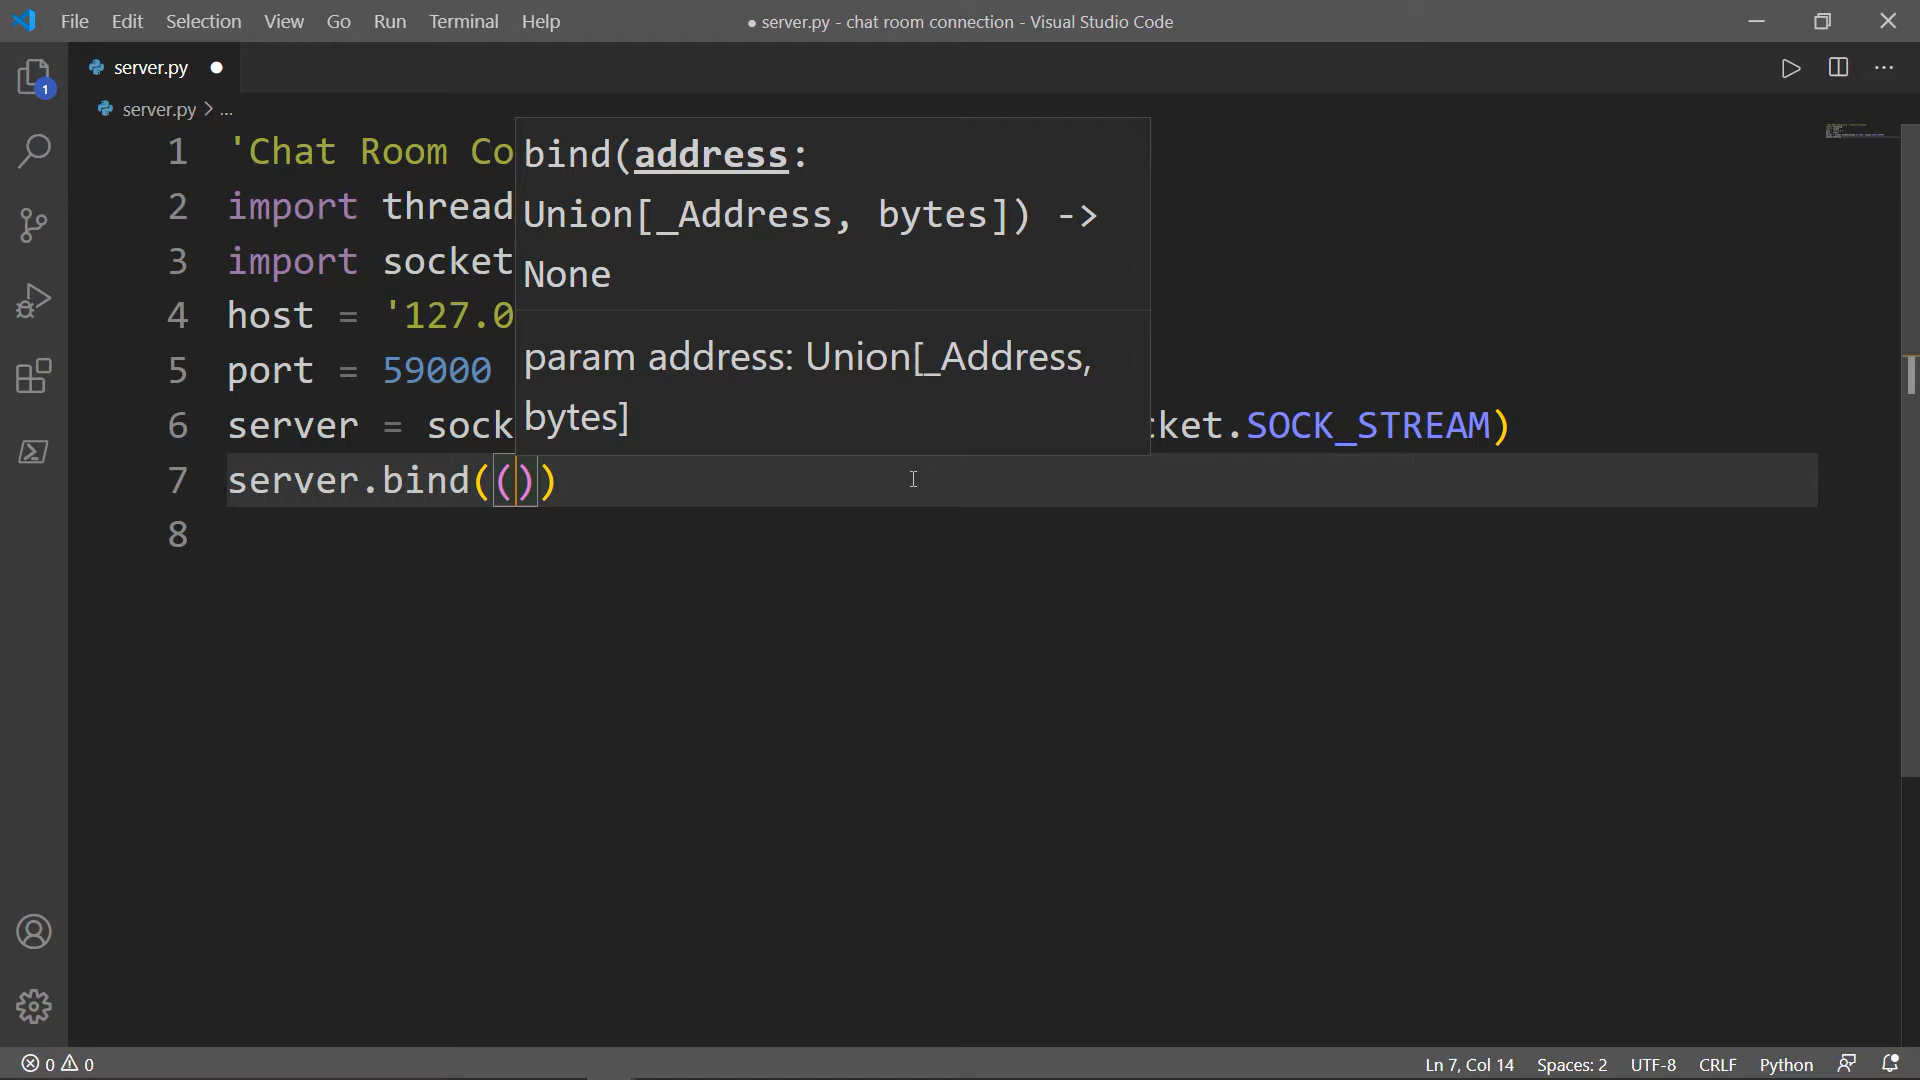 File Edit Selection View Go Run Terminal Help
● server.py - chat room connection - Visual Studio Code
server.py ●
1
server.py > ...
1 'Chat Room Co
2 import thread
3 import socket
4 host = '127.0
5 port = 59000
6 server = sock
cket.SOCK_STREAM)
7 server.bind(())
8
bind(address:
Union[_Address, bytes]) ->
None
param address: Union[_Address,
bytes]
0 0
Ln 7, Col 14 Spaces: 2 UTF-8 CRLF Python